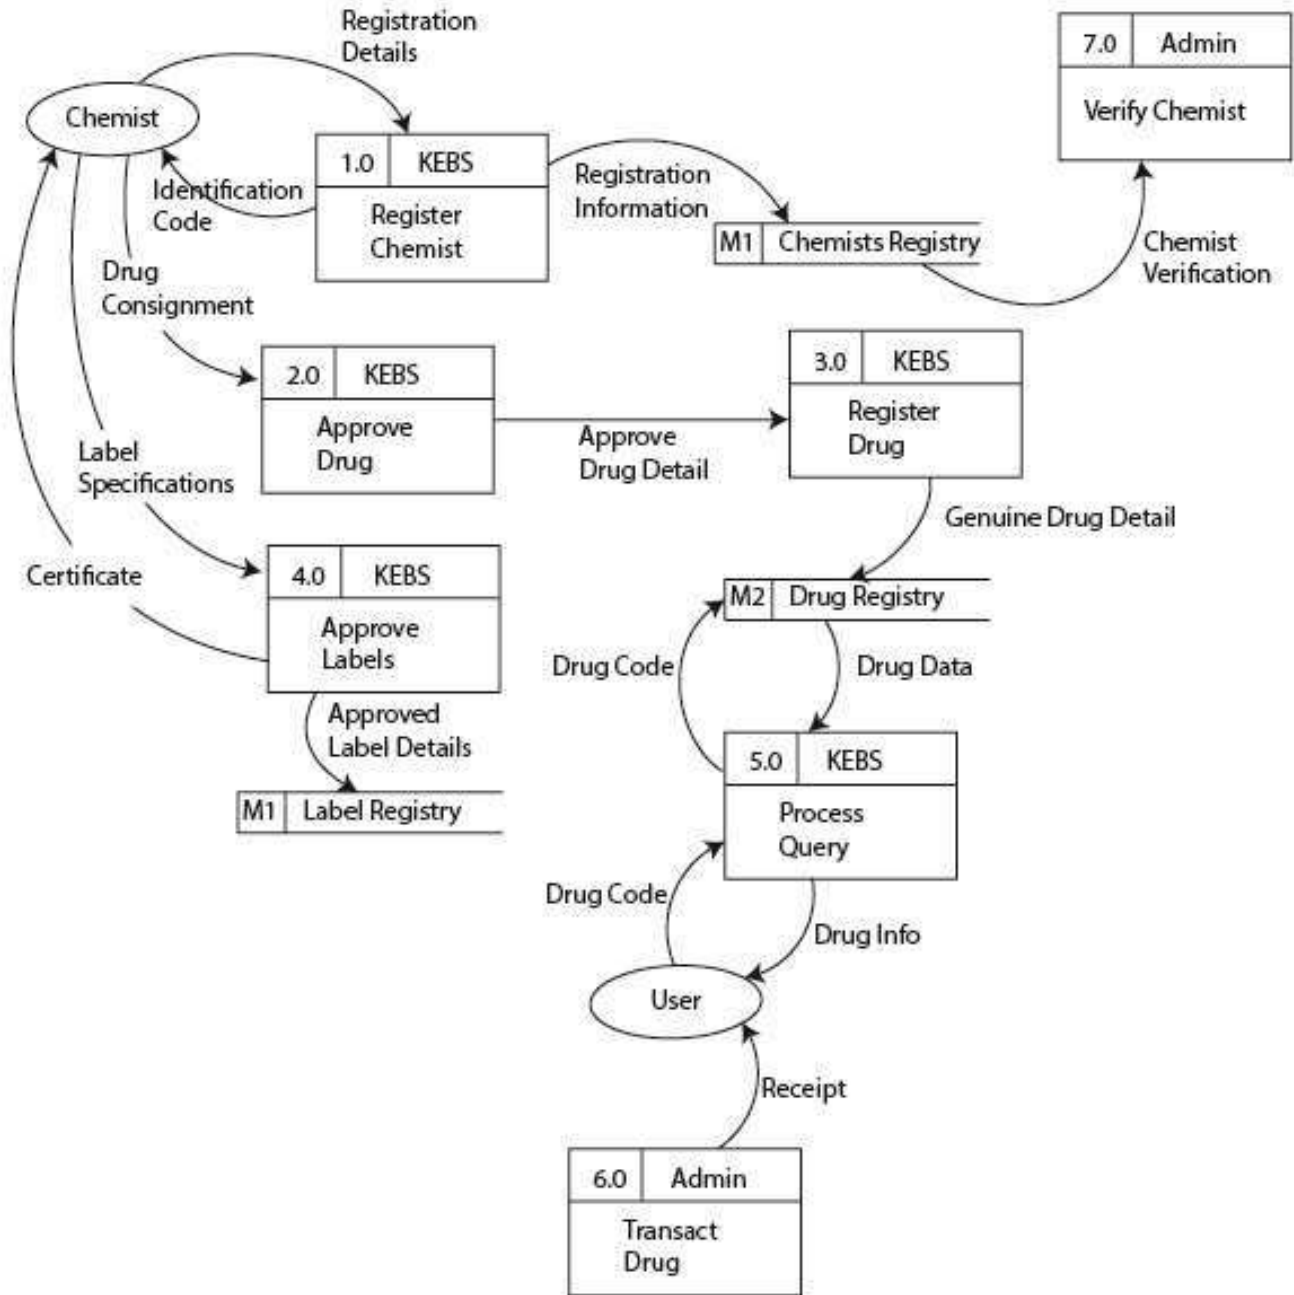 Registration
Details
7.0 Admin
Verify Chemist
Chemist
1.0 KEBS
Register
Chemist
Identification
Code
Registration
Information
M1 Chemists Registry
Chemist
Verification
Drug
Consignment
2.0 KEBS
Approve
Drug
Approve
Drug Detail
3.0 KEBS
Register
Drug
Label
Specifications
Genuine Drug Detail
Certificate
4.0 KEBS
Approve
Labels
M2 Drug Registry
Drug Code
Drug Data
Approved
Label Details
M1 Label Registry
5.0 KEBS
Process
Query
Drug Code
Drug Info
User
Receipt
6.0 Admin
Transact
Drug